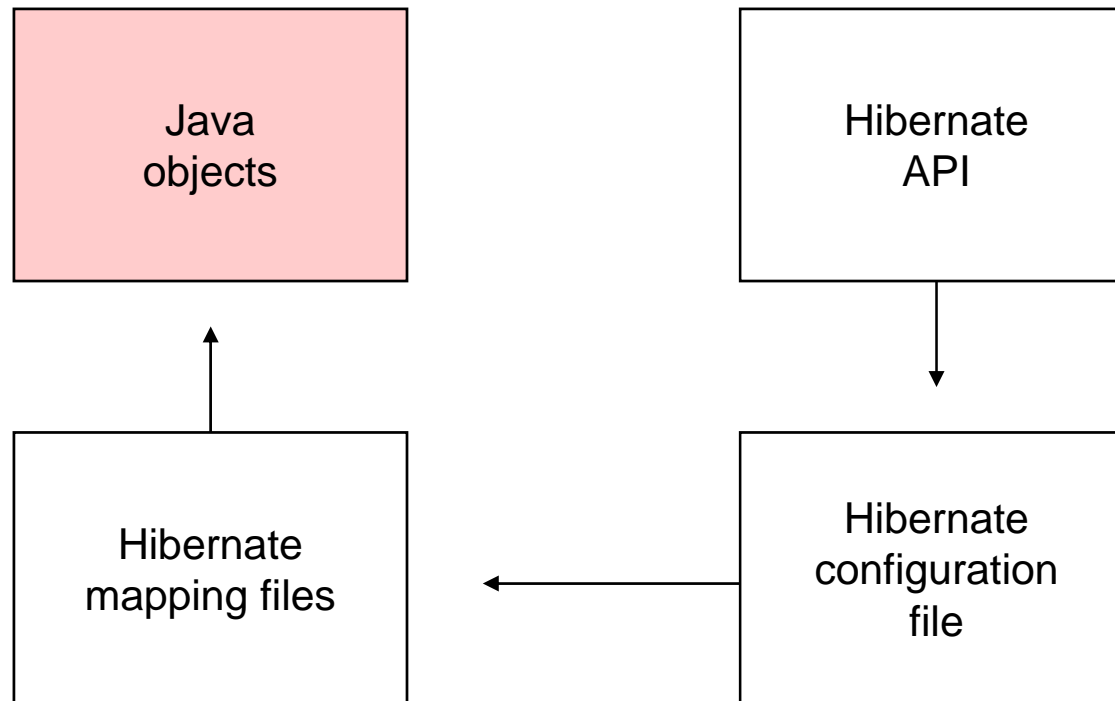 Java
objects
Hibernate
API
Hibernate
mapping files
Hibernate
configuration
file